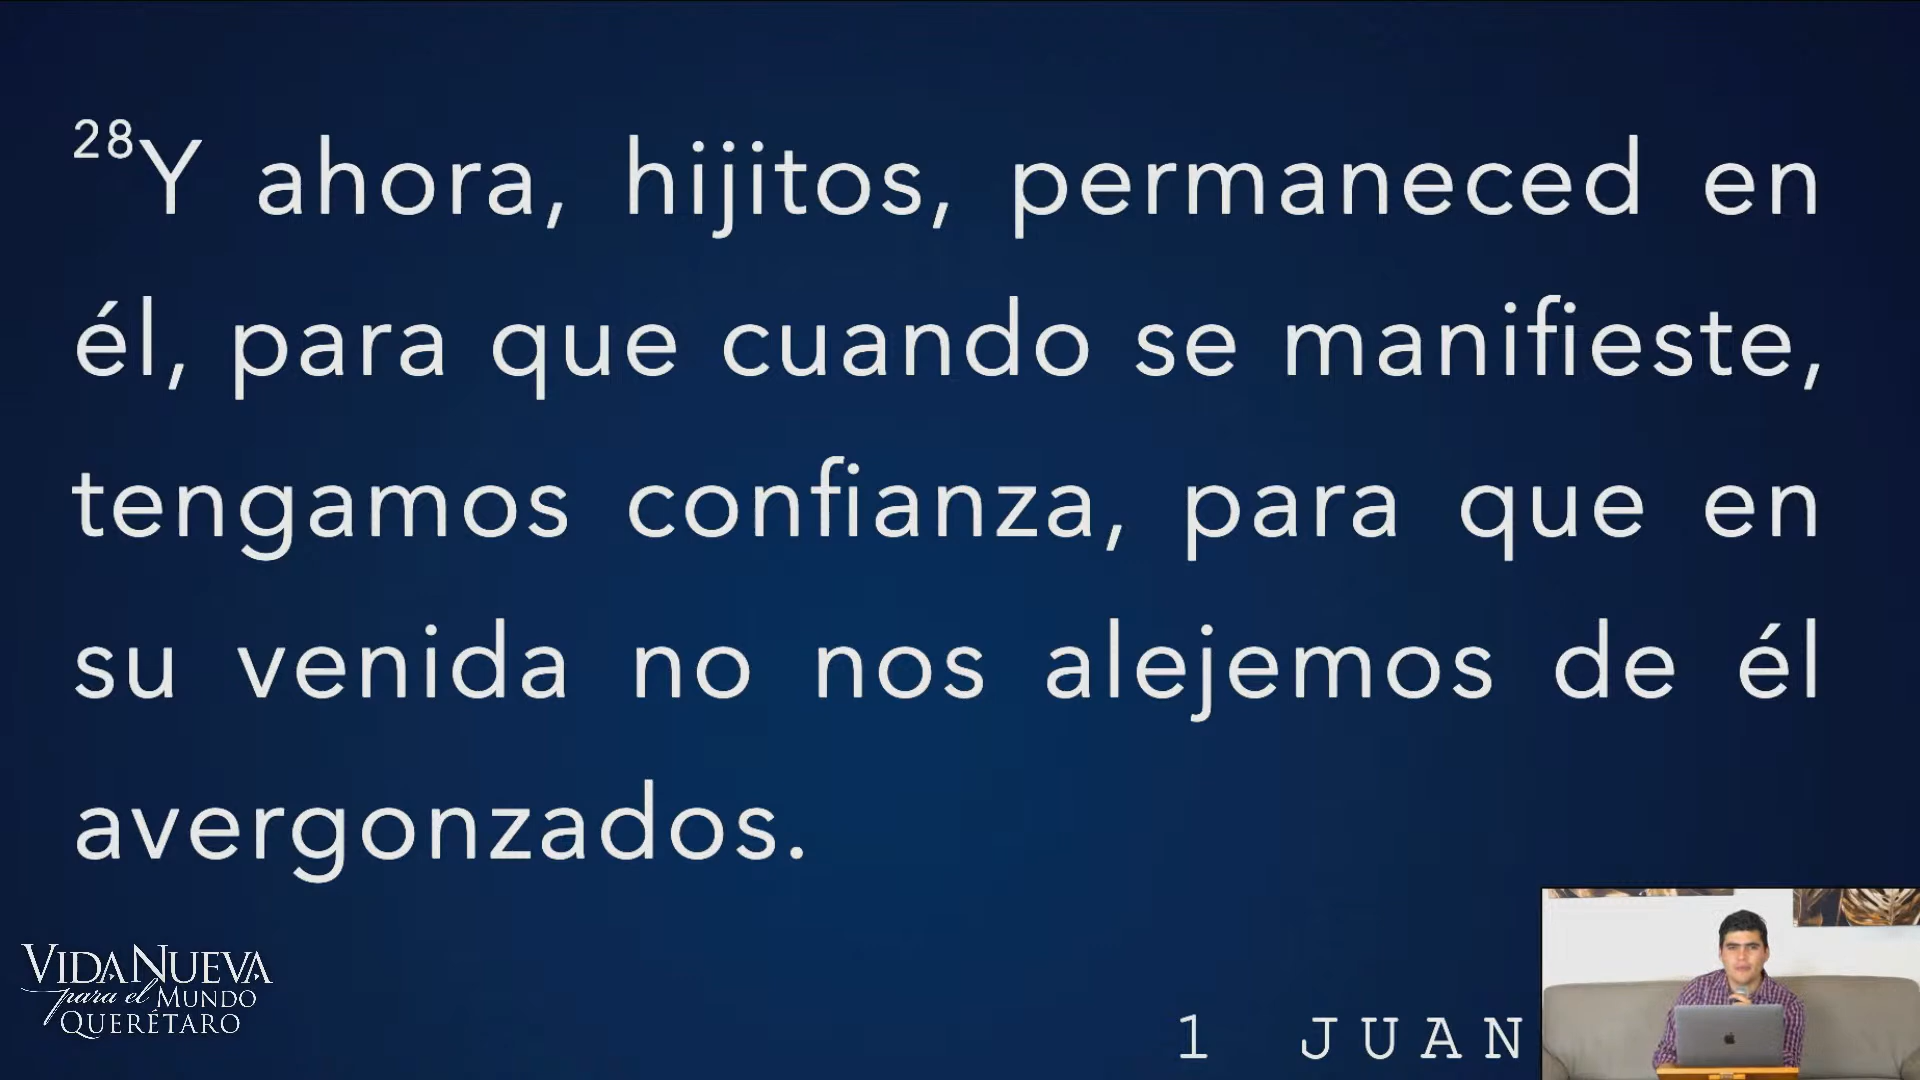 ²⁸Y ahora, hijitos, permaneced en
él, para que cuando se manifieste,
tengamos confianza, para que en
su venida no nos alejemos de él
avergonzados.
VIDA NUEVA
para el MUNDO
QUERÉTARO
1 JUAN